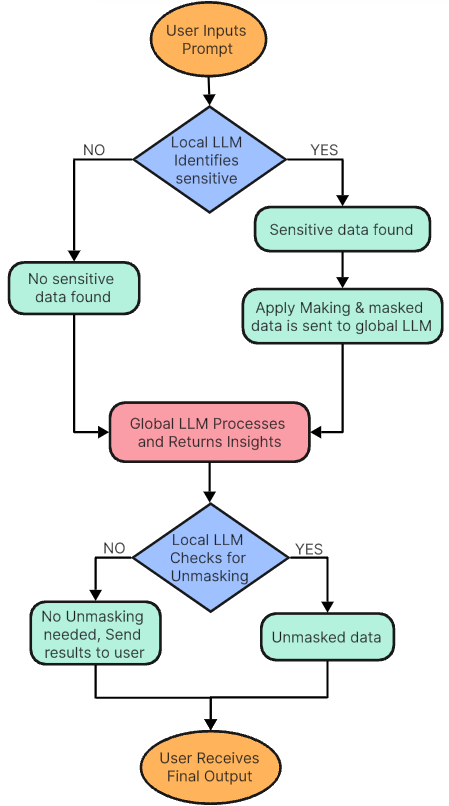 User Inputs
Prompt
Local LLM
Identifies
sensitive
NO
YES
Sensitive data found
No sensitive
data found
Apply Making & masked
data is sent to global LLM
Global LLM Processes
and Returns Insights
Local LLM
Checks for
Unmasking
NO
YES
No Unmasking
needed, Send
results to user
Unmasked data
User Receives
Final Output